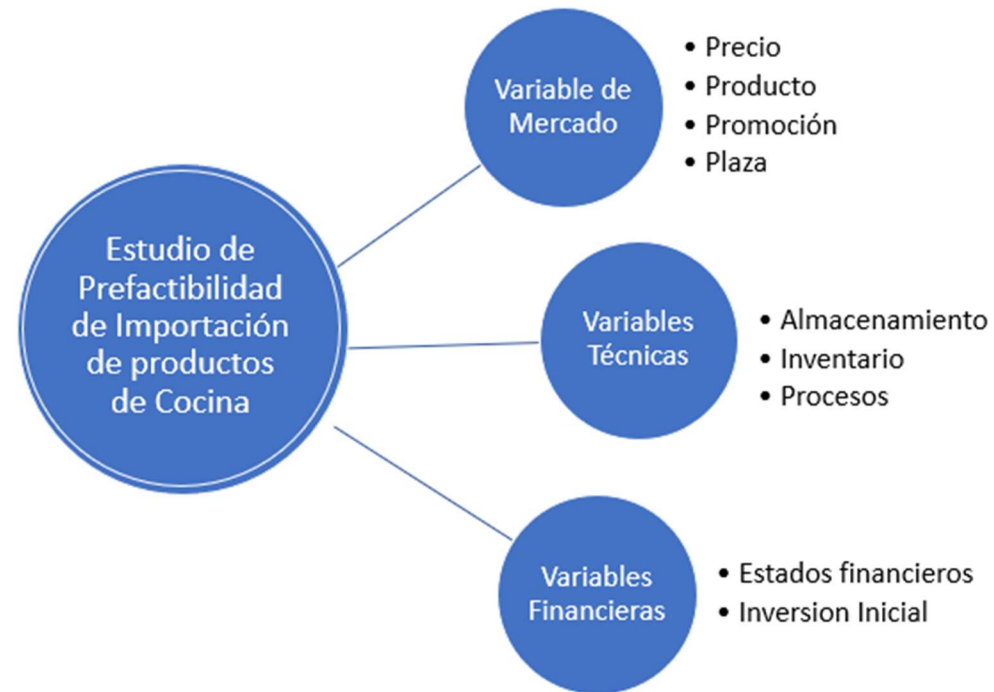 Estudio de
Prefactibilidad
de Importación
de productos
de Cocina
Variable de
Mercado
• Precio
• Producto
• Promoción
• Plaza
Variables
Técnicas
• Almacenamiento
• Inventario
• Procesos
Variables
Financieras
• Estados financieros
• Inversion Inicial